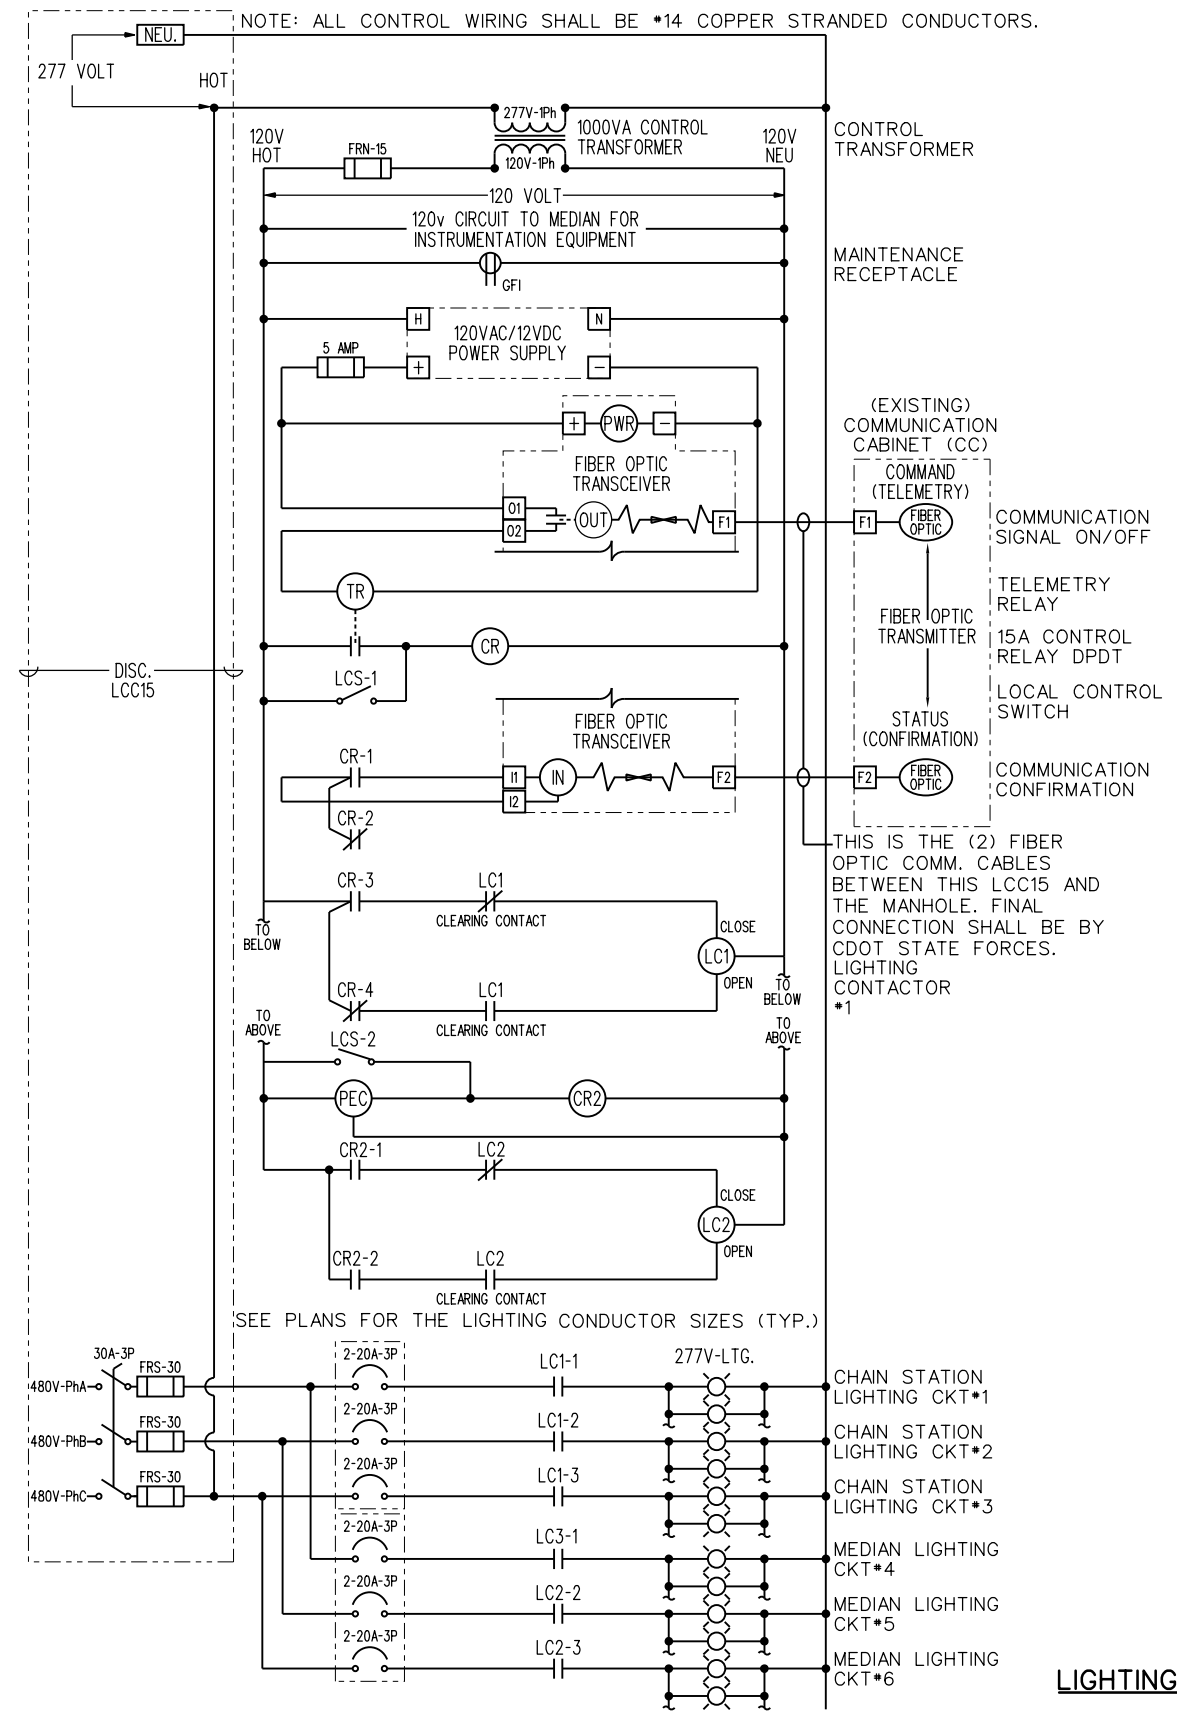 NOTE: ALL CONTROL WIRING SHALL BE #14 COPPER STRANDED CONDUCTORS.
NEU.
277 VOLT
HOT
277V-1Ph
1000VA CONTROL
TRANSFORMER
120V-1Ph
120V
HOT
FRN-15
120V
NEU
CONTROL
TRANSFORMER
120 VOLT
120v CIRCUIT TO MEDIAN FOR
INSTRUMENTATION EQUIPMENT
GFI
MAINTENANCE
RECEPTACLE
H
N
120VAC/12VDC
POWER SUPPLY
5 AMP
+
-
+
PWR
-
FIBER OPTIC
TRANSCEIVER
O1
O2
OUT
F1
(EXISTING)
COMMUNICATION
CABINET (CC)
COMMAND
(TELEMETRY)
F1
FIBER
OPTIC
COMMUNICATION
SIGNAL ON/OFF
TR
TELEMETRY
RELAY
FIBER OPTIC
TRANSMITTER
CR
15A CONTROL
RELAY DPDT
DISC.
LCC15
LCS-1
LOCAL CONTROL
SWITCH
FIBER OPTIC
TRANSCEIVER
STATUS
(CONFIRMATION)
CR-1
I1
IN
F2
F2
FIBER
OPTIC
COMMUNICATION
CONFIRMATION
I2
CR-2
THIS IS THE (2) FIBER
OPTIC COMM. CABLES
BETWEEN THIS LCC15 AND
THE MANHOLE. FINAL
CONNECTION SHALL BE BY
CDOT STATE FORCES.
CR-3
LC1
CLEARING CONTACT
TO
BELOW
CLOSE
LC1
OPEN
TO
BELOW
LIGHTING
CONTACTOR
#1
CR-4
LC1
CLEARING CONTACT
TO
ABOVE
TO
ABOVE
LCS-2
PEC
CR2
CR2-1
LC2
CLOSE
LC2
OPEN
CR2-2
LC2
CLEARING CONTACT
SEE PLANS FOR THE LIGHTING CONDUCTOR SIZES (TYP.)
30A-3P
FRS-30
480V-PhA
2-20A-3P
LC1-1
277V-LTG.
CHAIN STATION
LIGHTING CKT#1
FRS-30
480V-PhB
2-20A-3P
LC1-2
CHAIN STATION
LIGHTING CKT#2
FRS-30
480V-PhC
2-20A-3P
LC1-3
CHAIN STATION
LIGHTING CKT#3
2-20A-3P
LC3-1
MEDIAN LIGHTING
CKT#4
2-20A-3P
LC2-2
MEDIAN LIGHTING
CKT#5
2-20A-3P
LC2-3
MEDIAN LIGHTING
CKT#6
LIGHTING